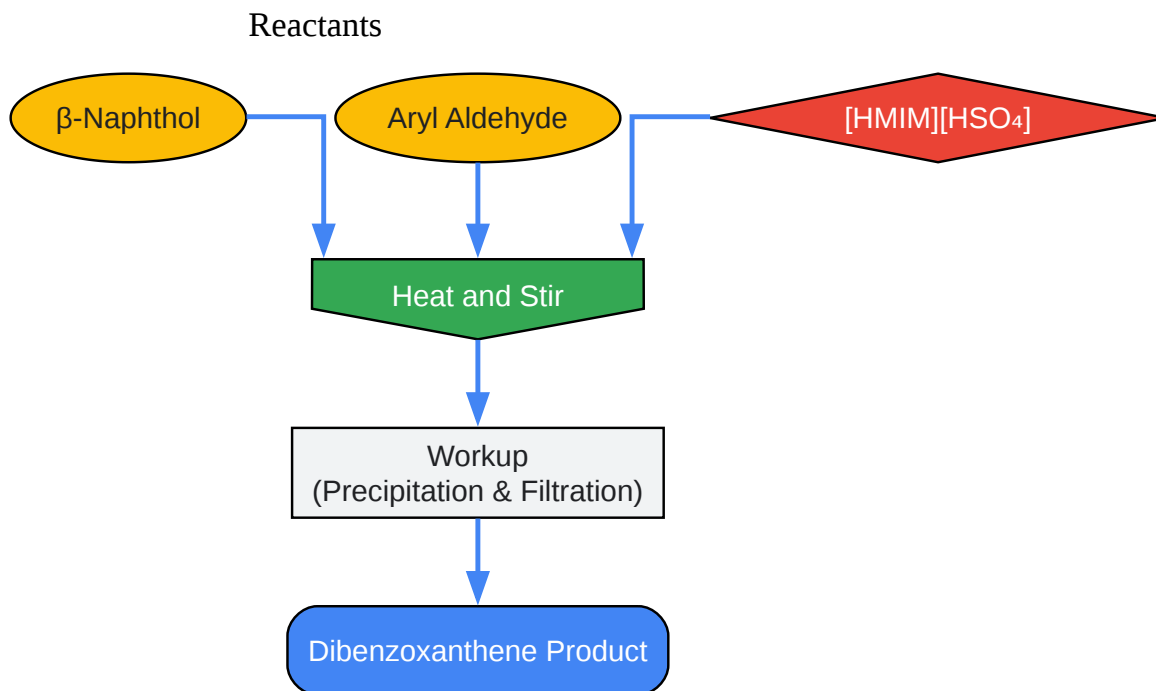 Reactants
β-Naphthol
Aryl Aldehyde
[HMIM][HSO₄]
Heat and Stir
Workup
(Precipitation & Filtration)
Dibenzoxanthene Product